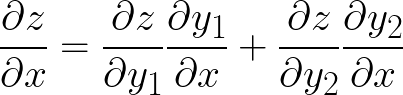 ∂z/∂x = ∂z/∂y₁ ∂y₁/∂x + ∂z/∂y₂ ∂y₂/∂x